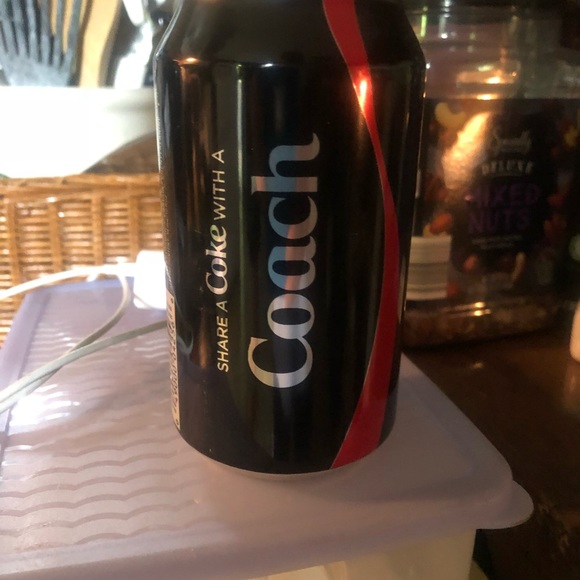 SHARE A Coke WITH A
Coach
DELUXE
MIXED
NUTS